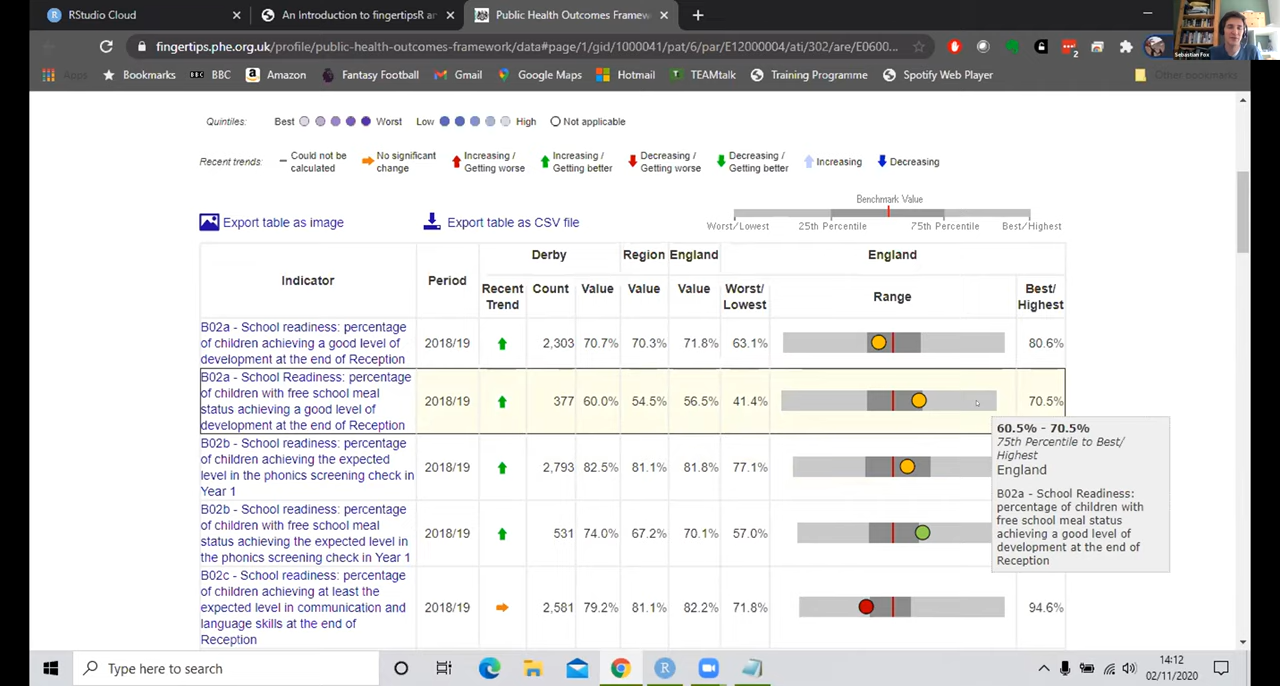 RStudio Cloud
An Introduction to fingertipsR an
Public Health Outcomes Framew
fingertips.phe.org.uk/profile/public-health-outcomes-framework/data#page/1/gid/1000041/pat/6/par/E12000004/ati/302/are/E0600...
2
Sebastian Fox
Apps
Bookmarks
BBC BBC
Amazon
Fantasy Football
Gmail
Google Maps
Hotmail
TEAMtalk
Training Programme
Spotify Web Player
Other bookmarks
Quintiles: Best Worst Low High Not applicable
Recent trends: Could not be calculated
No significant change
Increasing / Getting worse
Increasing / Getting better
Decreasing / Getting worse
Decreasing / Getting better
Increasing
Decreasing
Export table as image
Export table as CSV file
Benchmark Value
Worst/Lowest 25th Percentile 75th Percentile Best/Highest
Derby Region England England
Indicator Period
Recent Trend Count Value Value Value Worst/ Lowest Range Best/ Highest
B02a - School readiness: percentage
of children achieving a good level of
development at the end of Reception
2018/19 2,303 70.7% 70.3% 71.8% 63.1% 80.6%
B02a - School Readiness: percentage
of children with free school meal
status achieving a good level of
development at the end of Reception
2018/19 377 60.0% 54.5% 56.5% 41.4% 70.5%
B02b - School readiness: percentage
of children achieving the expected
level in the phonics screening check in
Year 1
2018/19 2,793 82.5% 81.1% 81.8% 77.1%
B02b - School readiness: percentage
of children with free school meal
status achieving the expected level in
the phonics screening check in Year 1
2018/19 531 74.0% 67.2% 70.1% 57.0%
B02c - School readiness: percentage
of children achieving at least the
expected level in communication and
language skills at the end of
Reception
2018/19 2,581 79.2% 81.1% 82.2% 71.8% 94.6%
60.5% - 70.5%
75th Percentile to Best/
Highest
England
B02a - School Readiness:
percentage of children with
free school meal status
achieving a good level of
development at the end of
Reception
Type here to search
14:12
02/11/2020